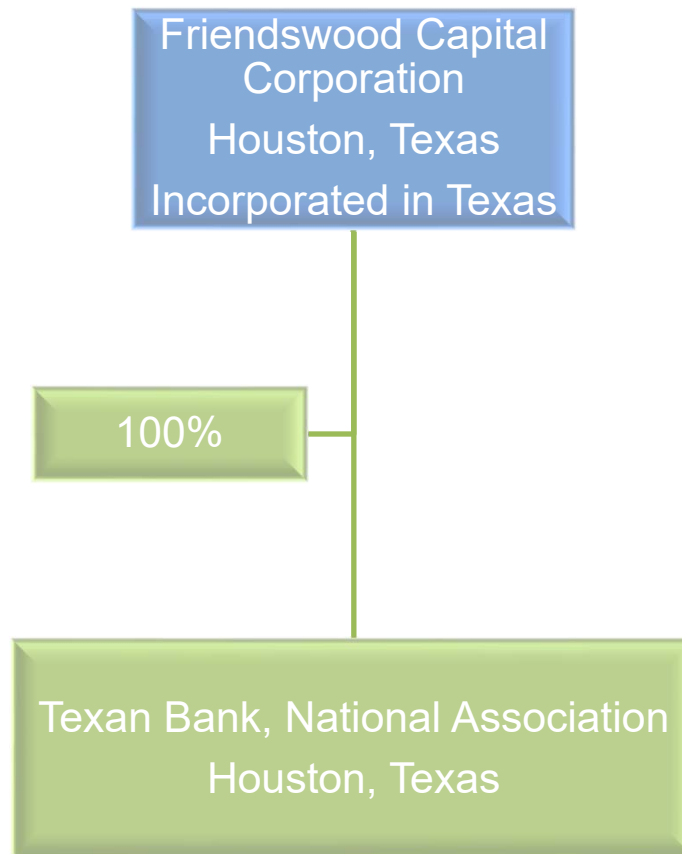 Friendswood Capital
Corporation
Houston, Texas
Incorporated in Texas
100%
Texan Bank, National Association
Houston, Texas